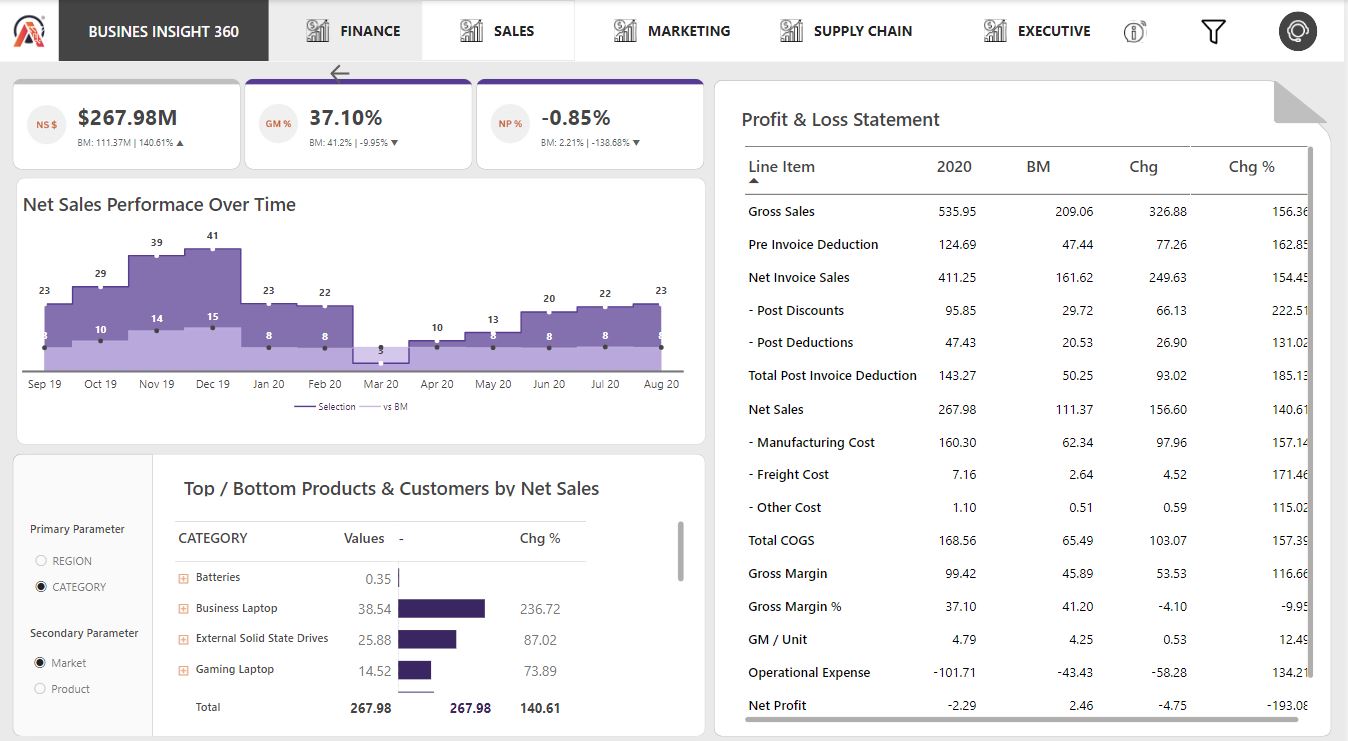 BUSINES INSIGHT 360
FINANCE
SALES
MARKETING
SUPPLY CHAIN
EXECUTIVE
NS $
$267.98M
BM: 111.37M | 140.61% ▲
GM %
37.10%
BM: 41.2% | -9.95% ▼
NP %
-0.85%
BM: 2.21% | -138.68% ▼
Net Sales Performace Over Time
23 29 39 41 23 22 3 10 13 20 22 23
8 10 14 15 8 8 8 8 8 8
Sep 19 Oct 19 Nov 19 Dec 19 Jan 20 Feb 20 Mar 20 Apr 20 May 20 Jun 20 Jul 20 Aug 20
Selection vs BM
Primary Parameter
REGION
CATEGORY
Secondary Parameter
Market
Product
Top / Bottom Products & Customers by Net Sales
CATEGORY Values - Chg %
Batteries 0.35
Business Laptop 38.54 236.72
External Solid State Drives 25.88 87.02
Gaming Laptop 14.52 73.89
Total 267.98 267.98 140.61
Profit & Loss Statement
Line Item 2020 BM Chg Chg %
Gross Sales 535.95 209.06 326.88 156.36
Pre Invoice Deduction 124.69 47.44 77.26 162.85
Net Invoice Sales 411.25 161.62 249.63 154.45
- Post Discounts 95.85 29.72 66.13 222.51
- Post Deductions 47.43 20.53 26.90 131.02
Total Post Invoice Deduction 143.27 50.25 93.02 185.13
Net Sales 267.98 111.37 156.60 140.61
- Manufacturing Cost 160.30 62.34 97.96 157.14
- Freight Cost 7.16 2.64 4.52 171.46
- Other Cost 1.10 0.51 0.59 115.02
Total COGS 168.56 65.49 103.07 157.39
Gross Margin 99.42 45.89 53.53 116.66
Gross Margin % 37.10 41.20 -4.10 -9.95
GM / Unit 4.79 4.25 0.53 12.49
Operational Expense -101.71 -43.43 -58.28 134.21
Net Profit -2.29 2.46 -4.75 -193.08